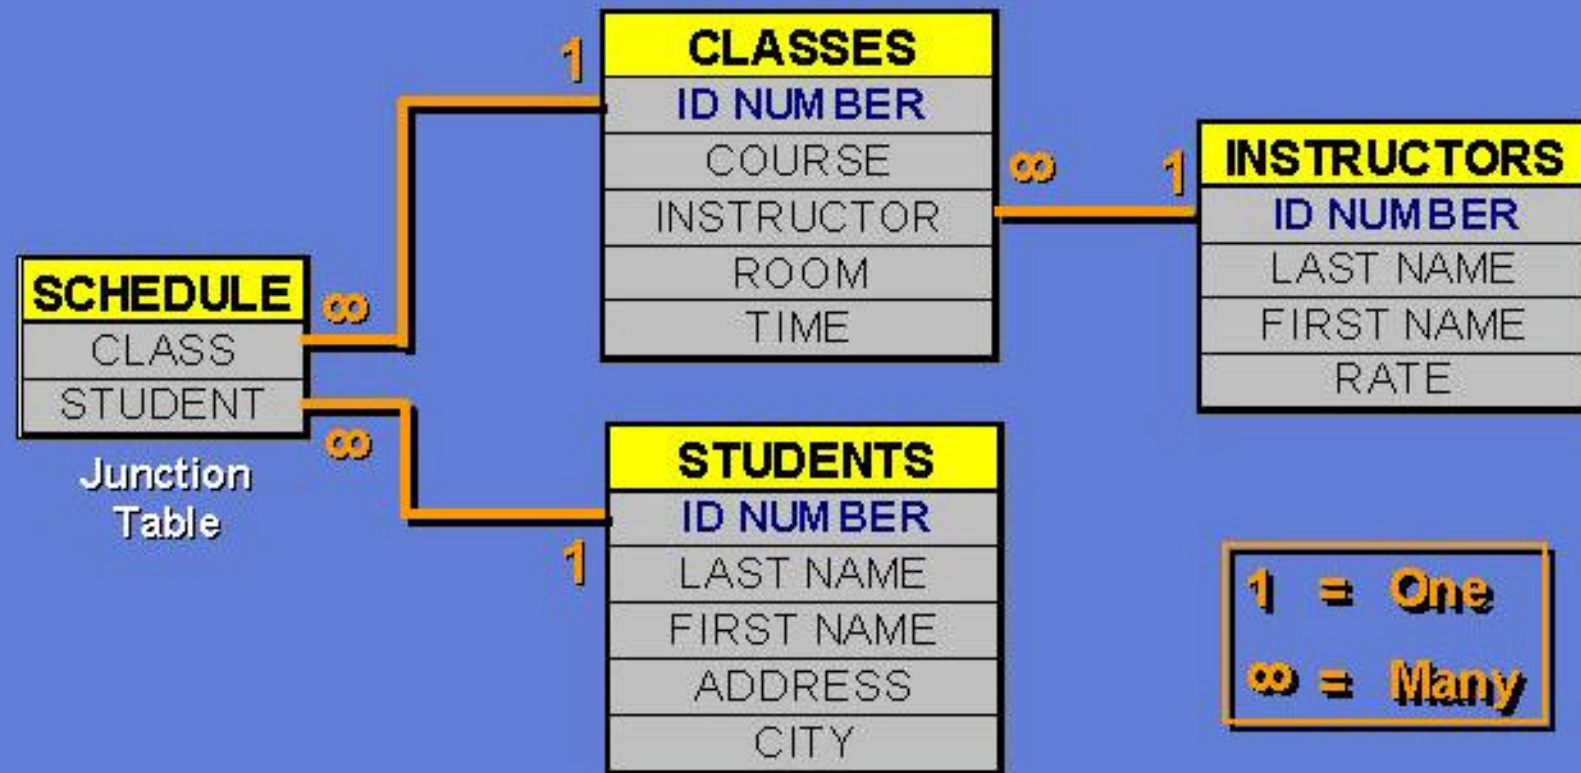 1
CLASSES
ID NUMBER
COURSE
INSTRUCTOR
ROOM
TIME
∞
1
INSTRUCTORS
ID NUMBER
LAST NAME
FIRST NAME
RATE
SCHEDULE
CLASS
STUDENT
∞
∞
Junction
Table
1
STUDENTS
ID NUMBER
LAST NAME
FIRST NAME
ADDRESS
CITY
1 = One
∞ = Many